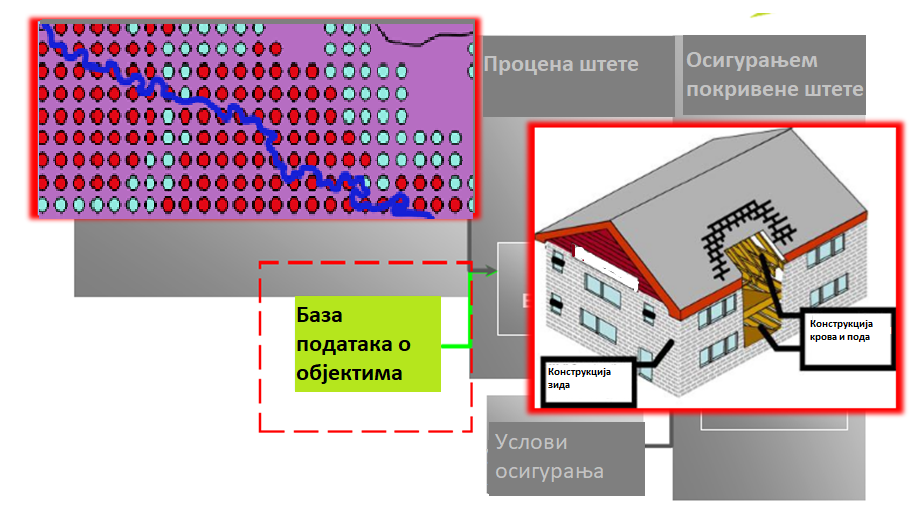 Процена штете
Осигурањем
покривене штете
База
података о
објектима
Конструкција
крова и пода
Конструкција
зида
Услови
осигурања